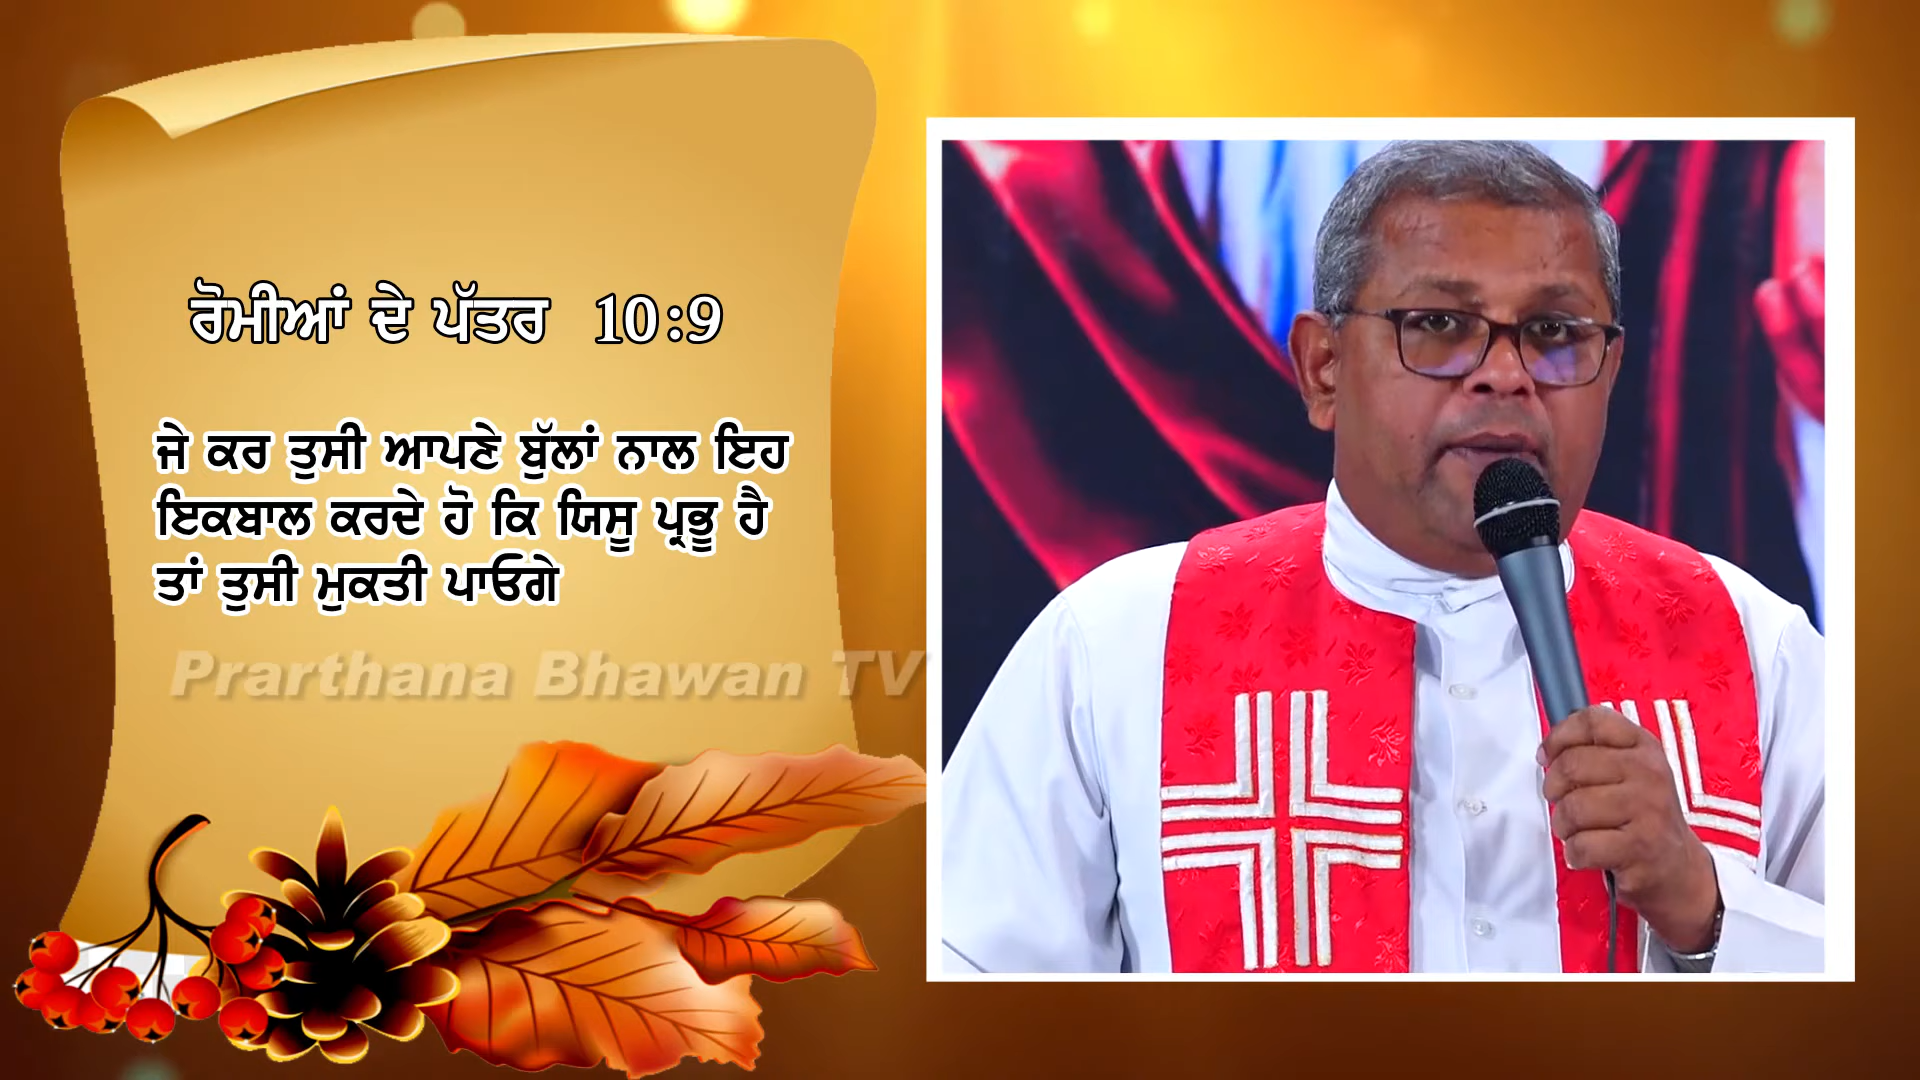 ਰੋਮੀਆਂ ਦੇ ਪੱਤਰ 10:9
ਜੇ ਕਰ ਤੁਸੀ ਆਪਣੇ ਬੁੱਲਾਂ ਨਾਲ ਇਹ
ਇਕਬਾਲ ਕਰਦੇ ਹੋ ਕਿ ਯਿਸੂ ਪ੍ਰਭੂ ਹੈ
ਤਾਂ ਤੁਸੀ ਮੁਕਤੀ ਪਾਓਗੇ
Prarthana Bhawan TV